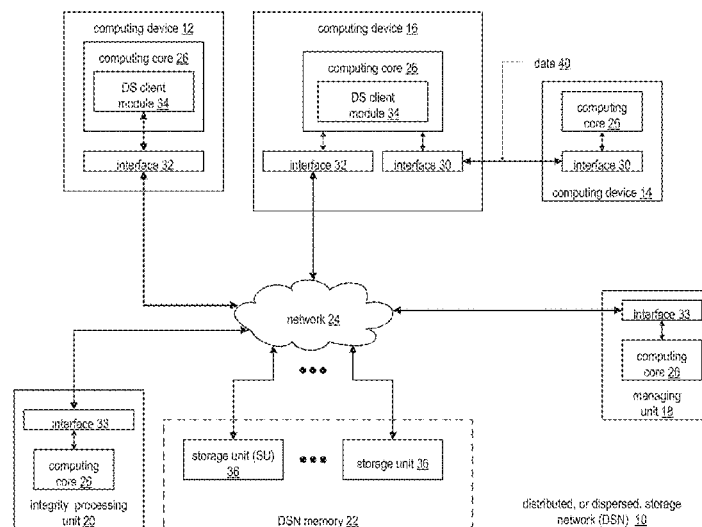 computing device 12
computing core 26
DS client
module 34
interface 32
computing device 16
computing core 26
DS client
module 34
interface 32
interface 30
data 40
computing
core 26
interface 30
computing device 14
network 24
interface 33
computing
core 26
managing
unit 18
interface 33
computing
core 26
integrity processing
unit 20
storage unit (SU)
36
storage unit 36
DSN memory 22
distributed, or dispersed, storage
network (DSN) 10